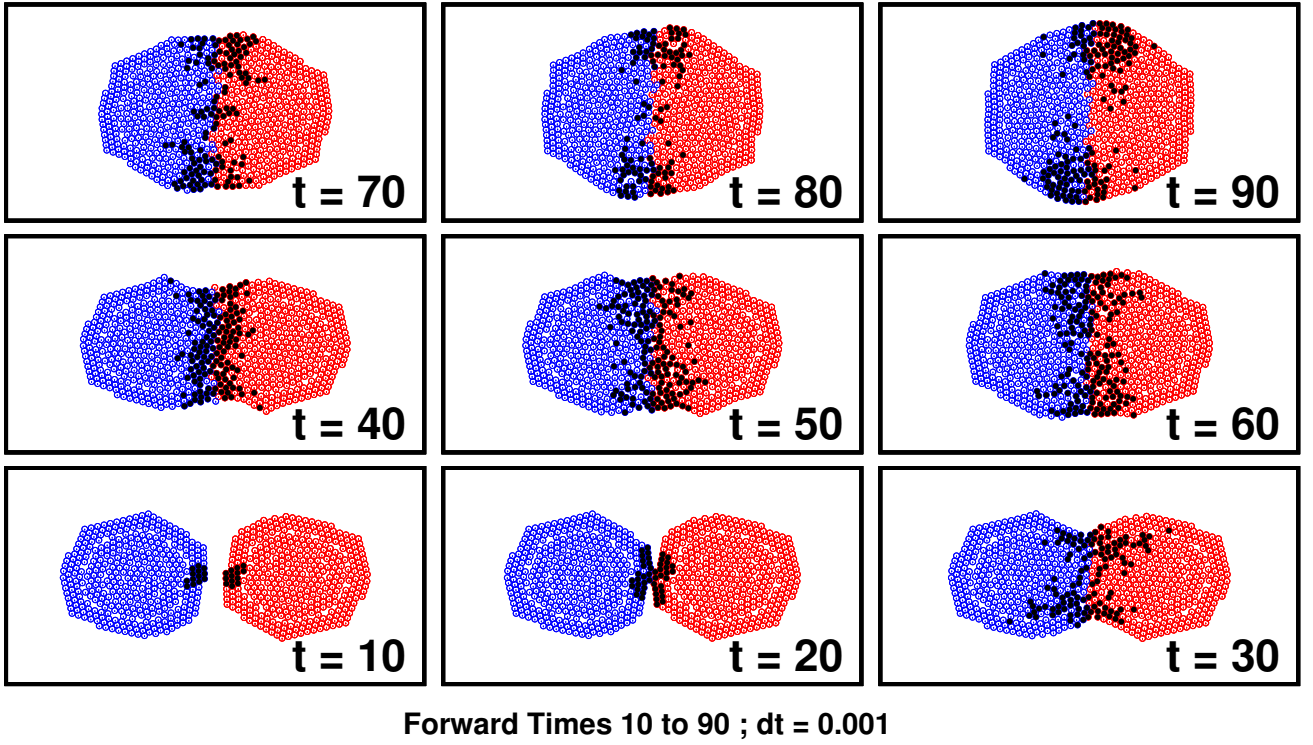 t = 70
t = 80
t = 90
t = 40
t = 50
t = 60
t = 10
t = 20
t = 30
Forward Times 10 to 90 ; dt = 0.001